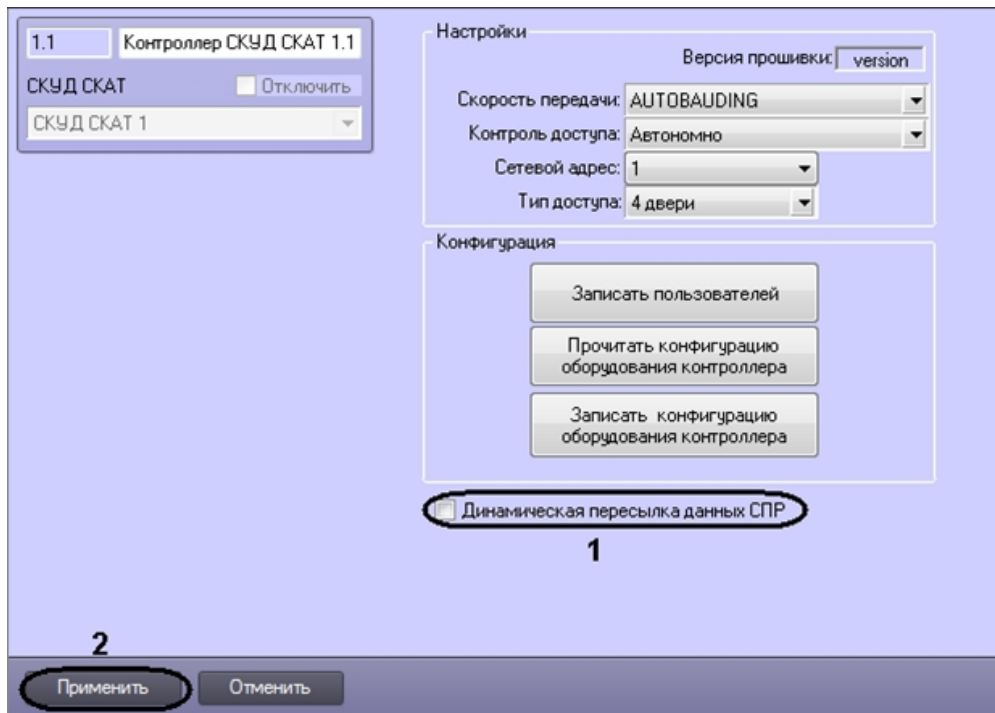 1.1
Контроллер СКУД СКАТ 1.1
СКУД СКАТ
Отключить
СКУД СКАТ 1
Настройки
Версия прошивки: version
Скорость передачи: AUTOBAUDING
Контроль доступа: Автономно
Сетевой адрес: 1
Тип доступа: 4 двери
Конфигурация
Записать пользователей
Прочитать конфигурацию
оборудования контроллера
Записать конфигурацию
оборудования контроллера
Динамическая пересылка данных СПР
1
2
Применить
Отменить